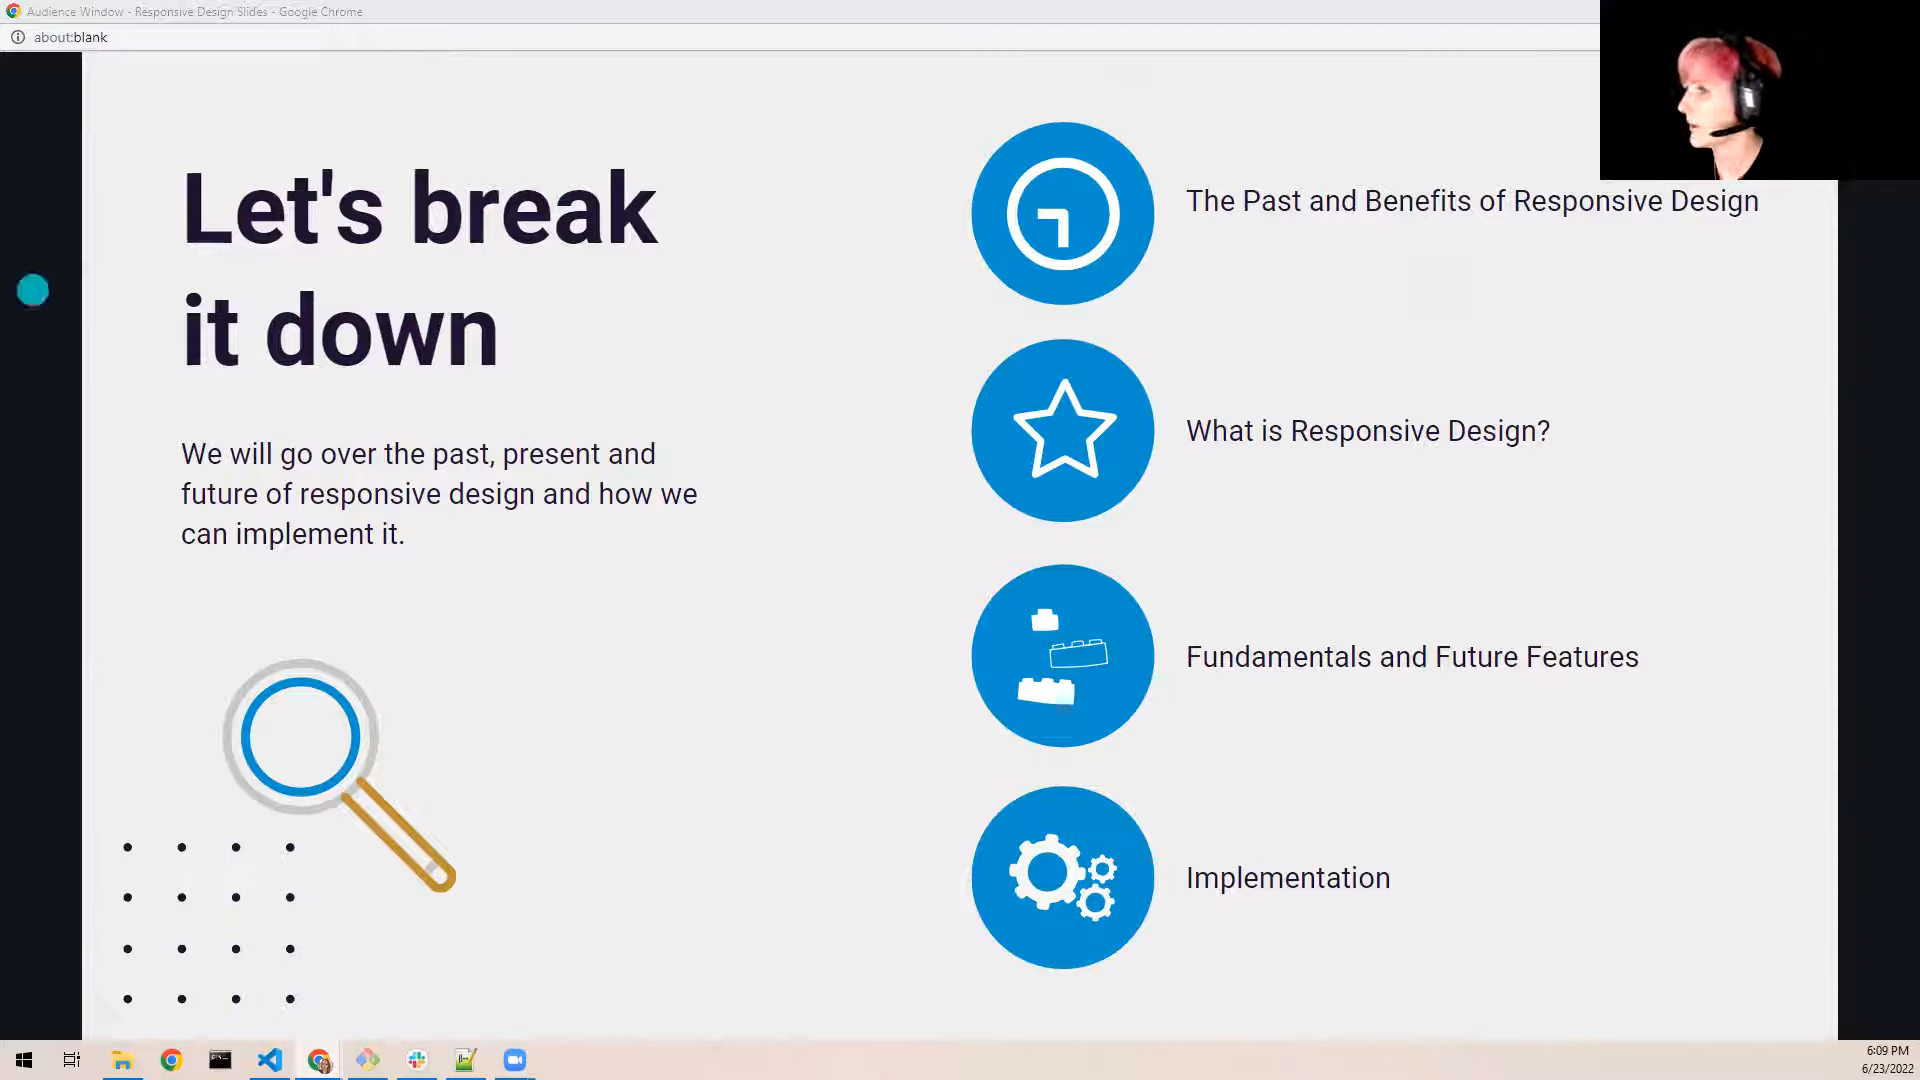 Audience Window - Responsive Design Slides - Google Chrome
about:blank
Let's break
it down
We will go over the past, present and
future of responsive design and how we
can implement it.
The Past and Benefits of Responsive Design
What is Responsive Design?
Fundamentals and Future Features
Implementation
6:09 PM
6/23/2022